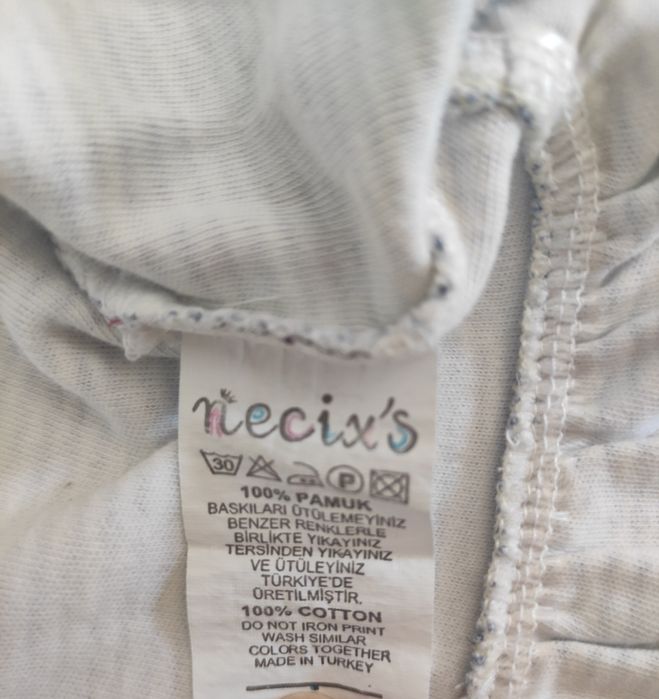 necix's
30 P
100% PAMUK
BASKILARI ÜTÜLEMEYİNİZ
BENZER RENKLERLE
BİRLİKTE YIKAYINIZ
TERSİNDEN YIKAYINIZ
VE ÜTÜLEYİNİZ
TÜRKİYE'DE
ÜRETİLMİŞTİR.
100% COTTON
DO NOT IRON PRINT
WASH SIMILAR
COLORS TOGETHER
MADE IN TURKEY